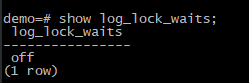 demo=# show log_lock_waits;
log_lock_waits
----------------
off
(1 row)